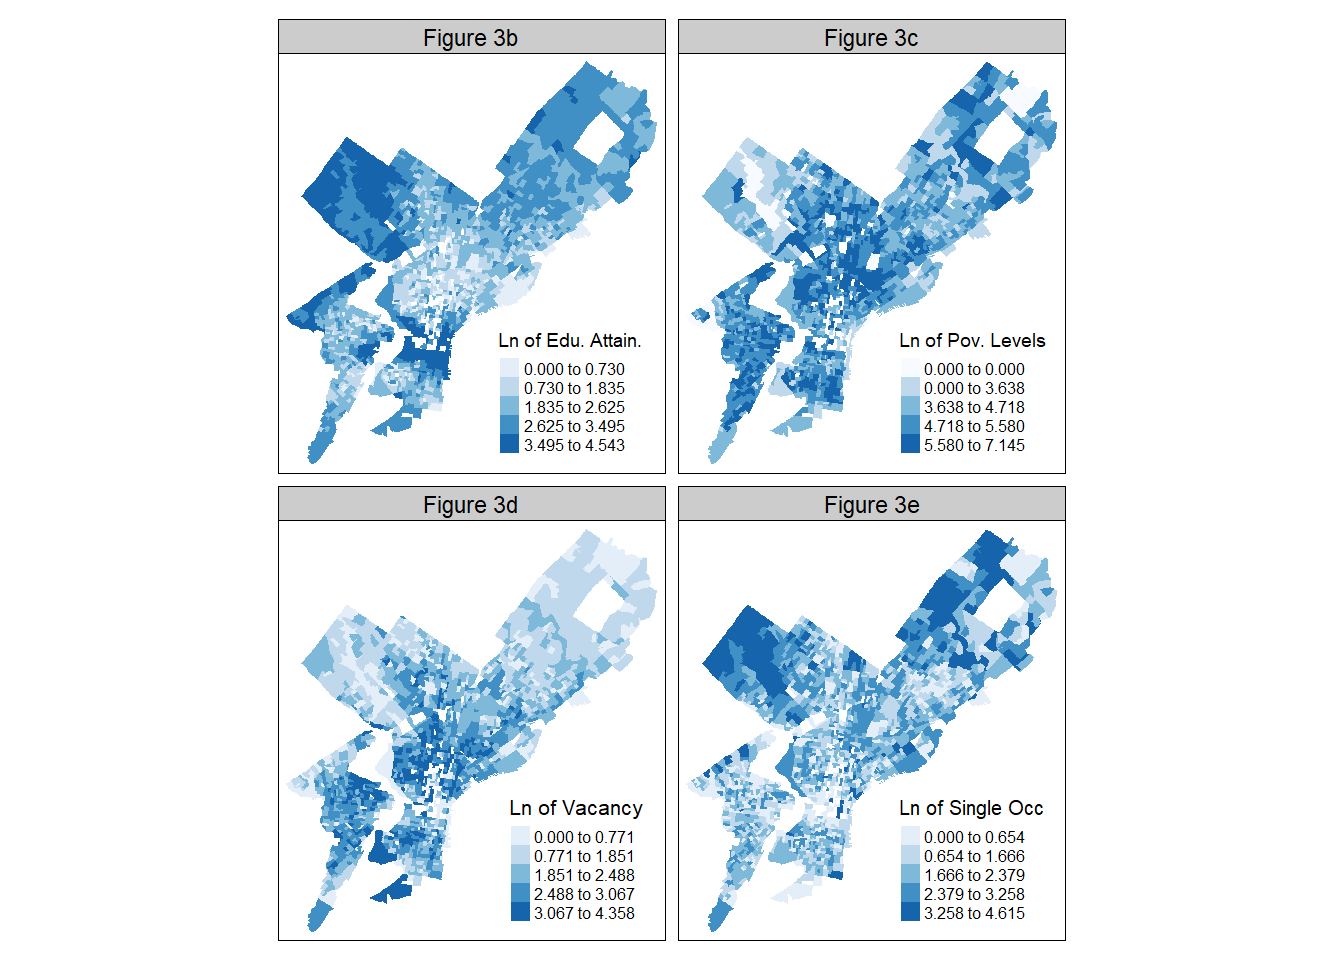 Figure 3b
Ln of Edu. Attain.
0.000 to 0.730
0.730 to 1.835
1.835 to 2.625
2.625 to 3.495
3.495 to 4.543
Figure 3c
Ln of Pov. Levels
0.000 to 0.000
0.000 to 3.638
3.638 to 4.718
4.718 to 5.580
5.580 to 7.145
Figure 3d
Ln of Vacancy
0.000 to 0.771
0.771 to 1.851
1.851 to 2.488
2.488 to 3.067
3.067 to 4.358
Figure 3e
Ln of Single Occ
0.000 to 0.654
0.654 to 1.666
1.666 to 2.379
2.379 to 3.258
3.258 to 4.615